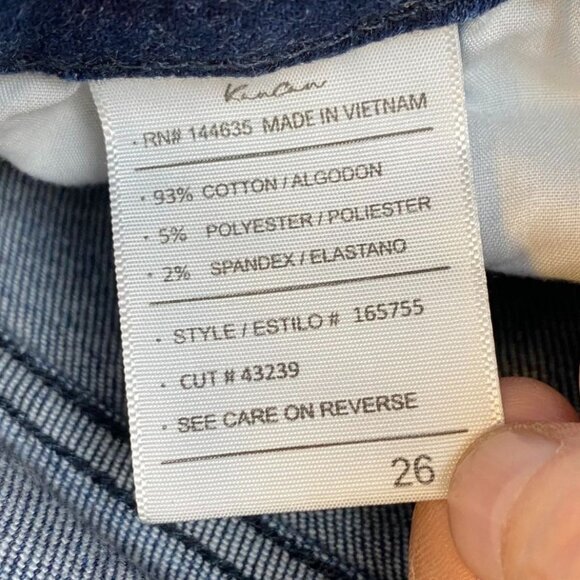 KanCan
· RN# 144635 MADE IN VIETNAM
· 93% COTTON / ALGODON
· 5% POLYESTER / POLIESTER
· 2% SPANDEX / ELASTANO
· STYLE / ESTILO # 165755
· CUT # 43239
· SEE CARE ON REVERSE
26